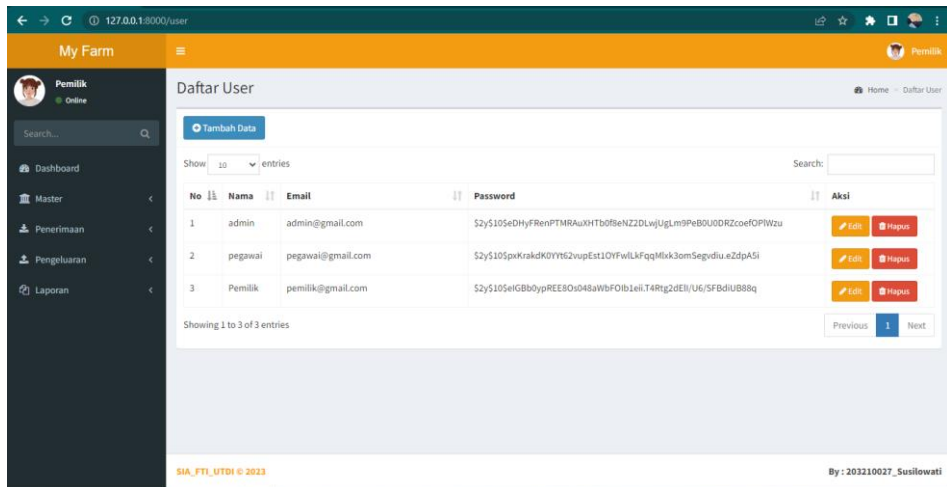 127.0.0.1:8000/user
My Farm
Pemilik
Pemilik
Online
Daftar User
Home - Daftar User
Search...
Tambah Data
Dashboard
Show 10 entries
Search:
Master
No Nama Email Password Aksi
Penerimaan
1 admin admin@gmail.com Edit Hapus
Pengeluaran
2 pegawai pegawai@gmail.com Edit Hapus
Laporan
3 Pemilik pemilik@gmail.com Edit Hapus
Showing 1 to 3 of 3 entries
Previous 1 Next
SIA_FTI_UTDI © 2023
By : 203210027_Susilowati